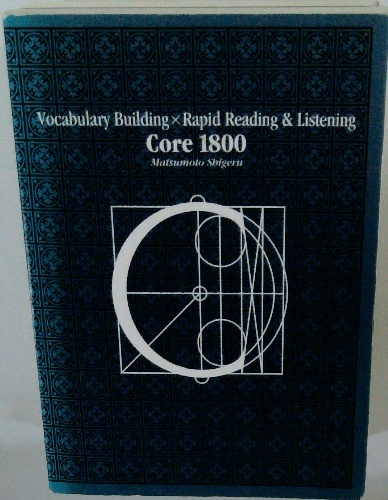 Vocabulary Building×Rapid Reading & Listening
Core 1800
Matsumoto Shigeru